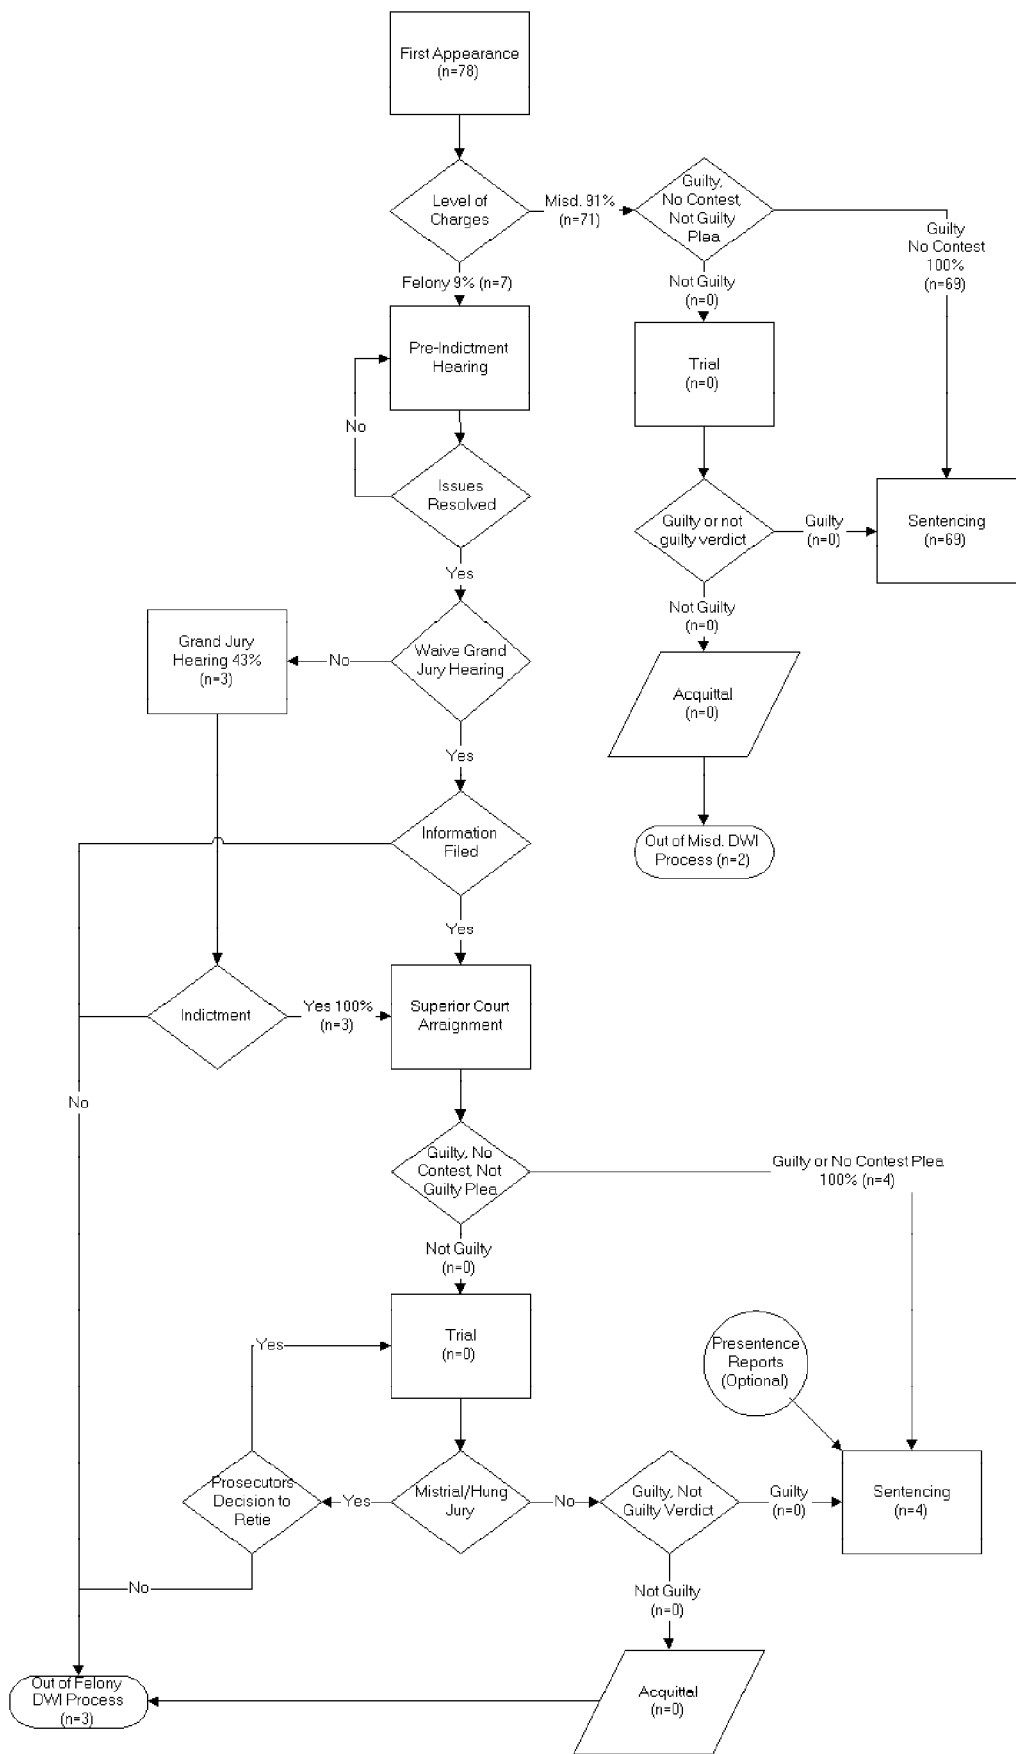 First Appearance
(n=78)
Level of
Charges
Misd. 91%
(n=71)
Guilty,
No Contest,
Not Guilty
Plea
Guilty
No Contest
100%
(n=69)
Felony 9% (n=7)
Not Guilty
(n=0)
Pre-Indictment
Hearing
Trial
(n=0)
No
Issues
Resolved
Guilty or not
guilty verdict
Guilty
(n=0)
Sentencing
(n=69)
Yes
Not Guilty
(n=0)
Grand Jury
Hearing 43%
(n=3)
No
Waive Grand
Jury Hearing
Acquittal
(n=0)
Yes
Information
Filed
Out of Misd. DWI
Process (n=2)
Yes
Indictment
Yes 100%
(n=3)
Superior Court
Arraignment
No
Guilty, No
Contest, Not
Guilty Plea
Guilty or No Contest Plea
100% (n=4)
Not Guilty
(n=0)
Yes
Trial
(n=0)
Presentence
Reports
(Optional)
Prosecutors
Decision to
Retie
Yes
Mistrial/Hung
Jury
No
Guilty, Not
Guilty Verdict
Guilty
(n=0)
Sentencing
(n=4)
No
Not Guilty
(n=0)
Out of Felony
DWI Process
(n=3)
Acquittal
(n=0)